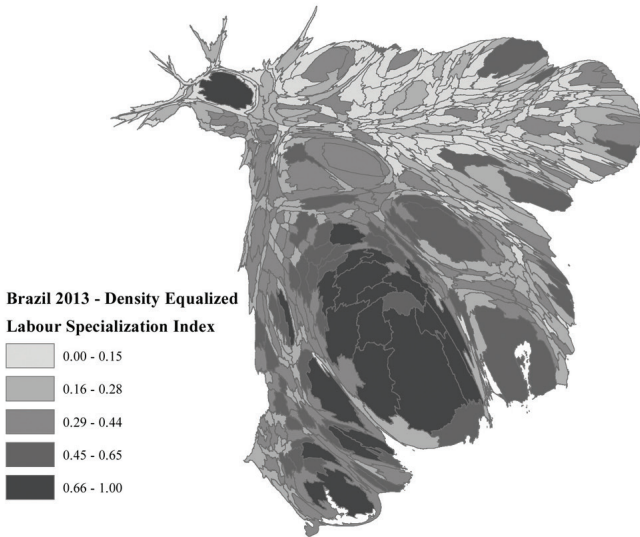 Brazil 2013 - Density Equalized
Labour Specialization Index
0.00 - 0.15
0.16 - 0.28
0.29 - 0.44
0.45 - 0.65
0.66 - 1.00